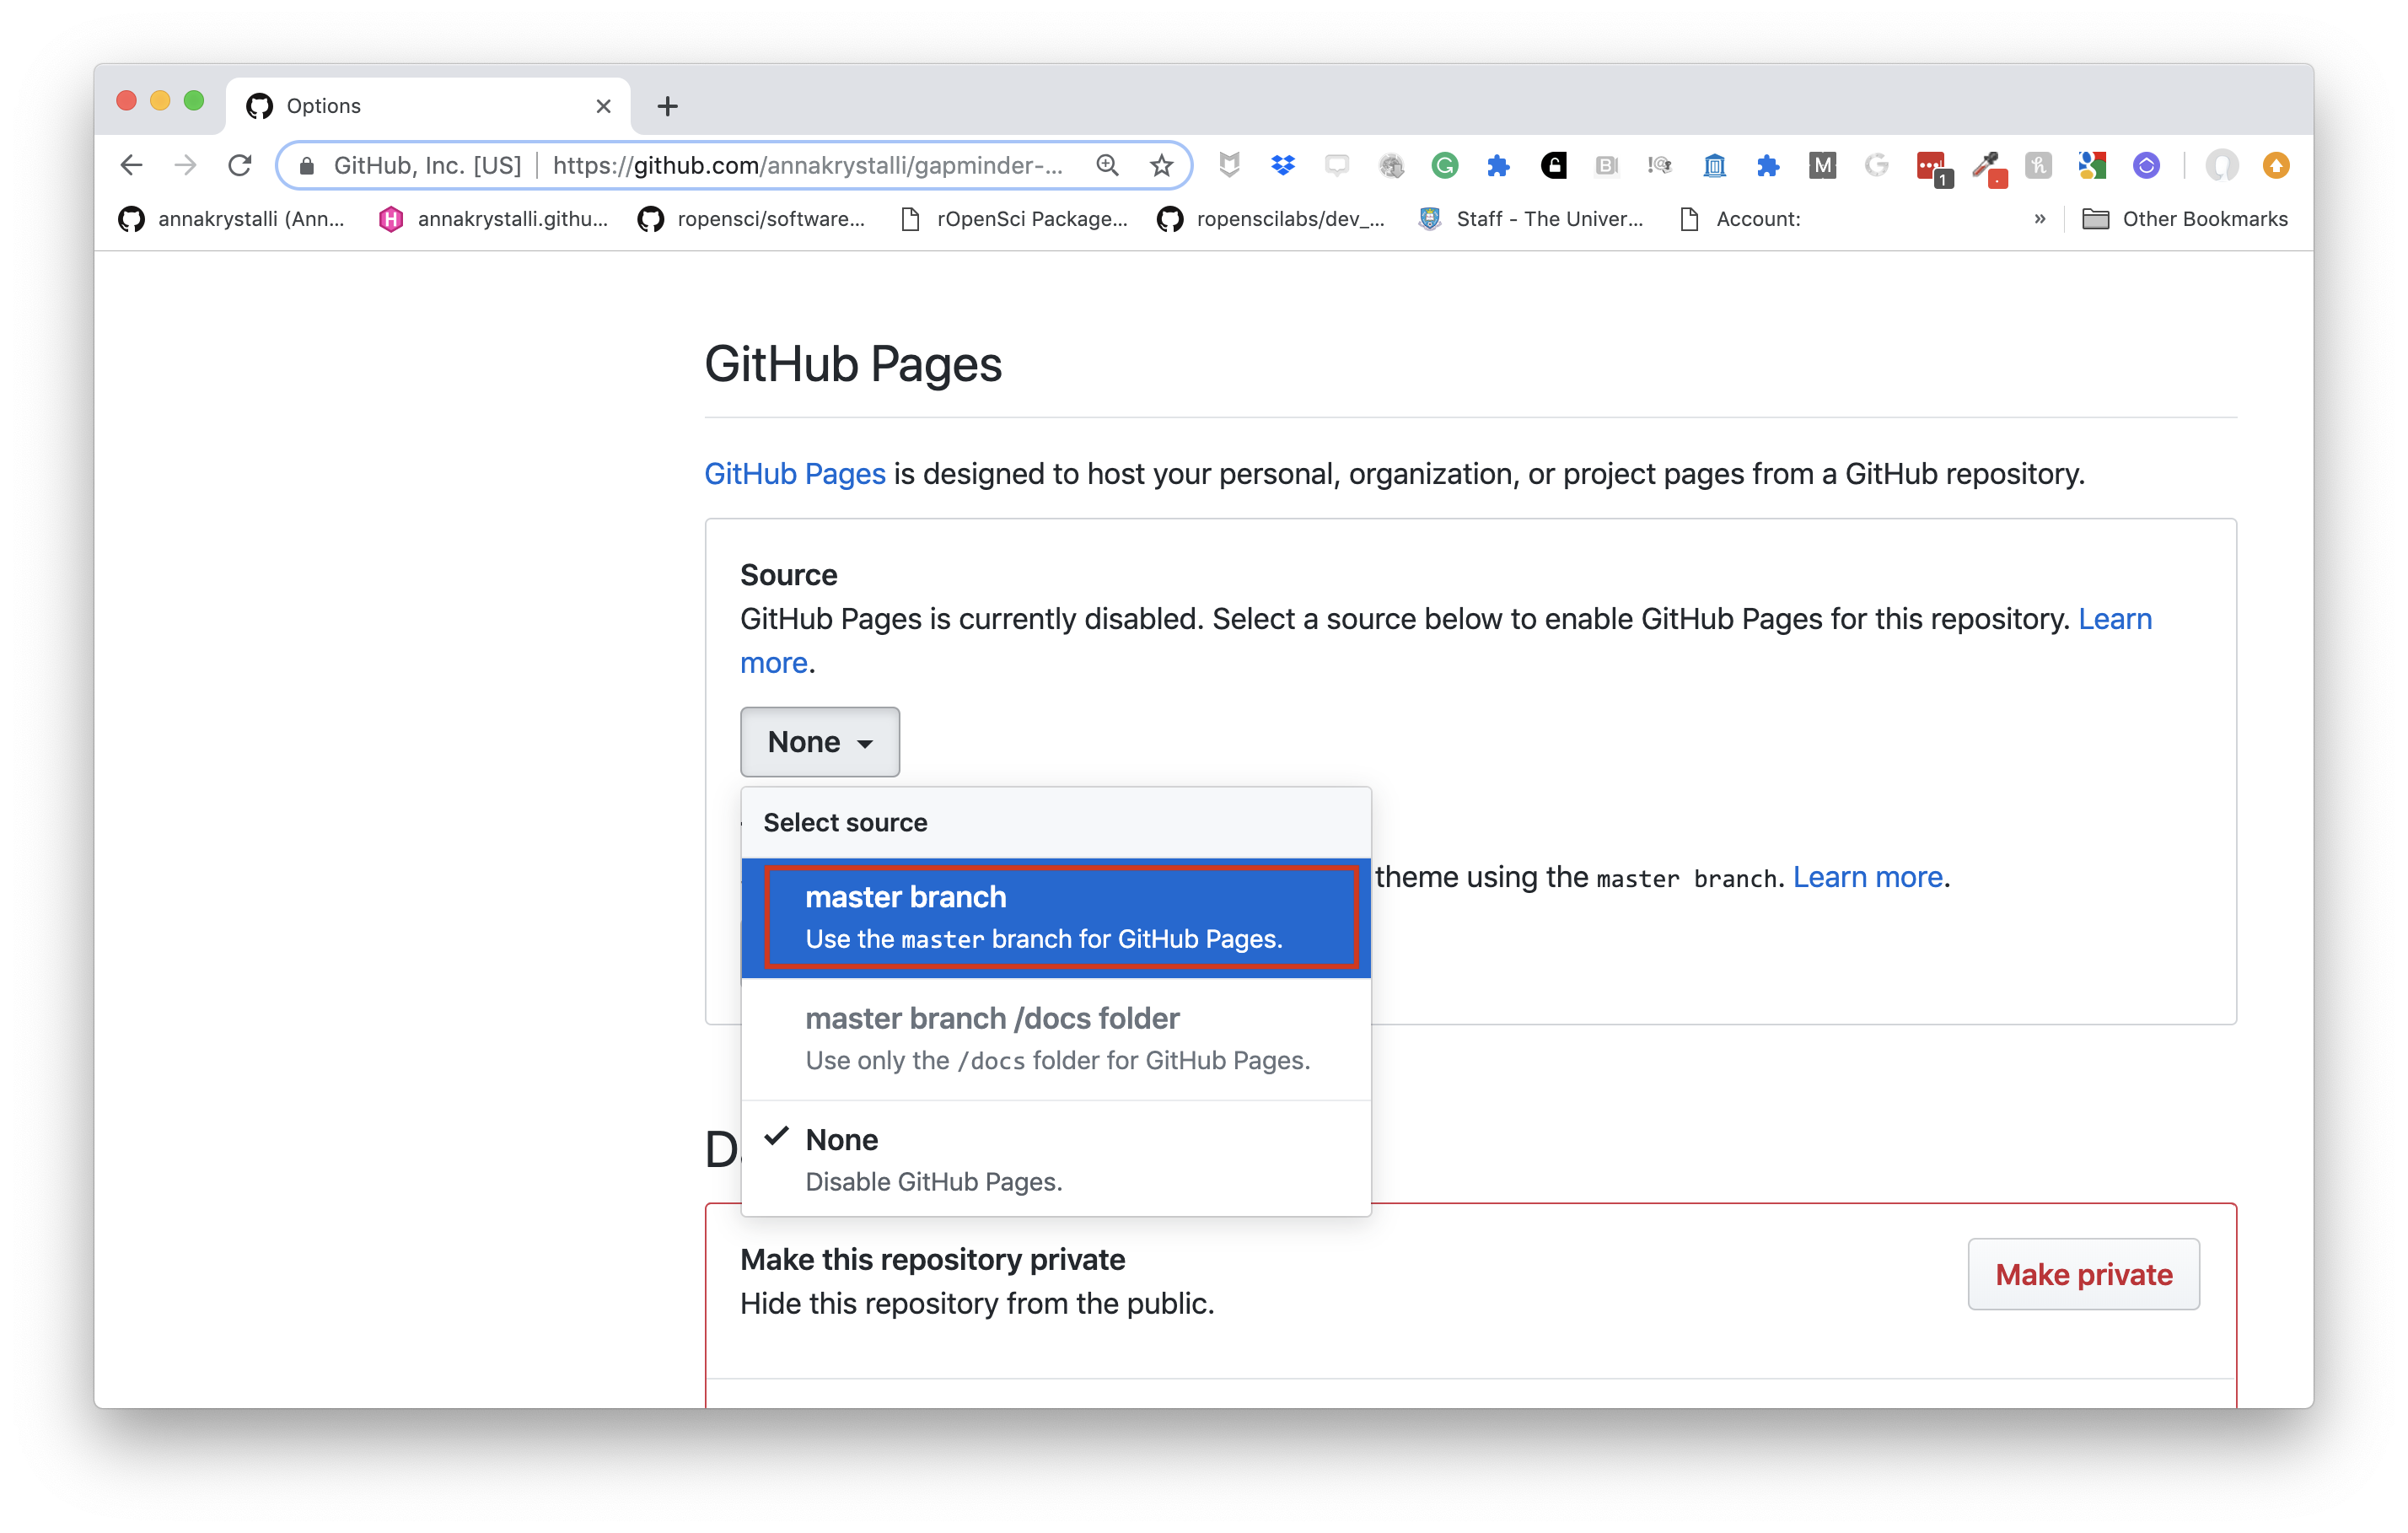 Options
GitHub, Inc. [US] | https://github.com/annakrystalli/gapminder-...
1
annakrystalli (Ann...
annakrystalli.githu...
ropensci/software...
rOpenSci Package...
ropenscilabs/dev_...
Staff - The Univer...
Account:
»
Other Bookmarks
GitHub Pages
GitHub Pages is designed to host your personal, organization, or project pages from a GitHub repository.
Source
GitHub Pages is currently disabled. Select a source below to enable GitHub Pages for this repository. Learn
more.
None
Select source
master branch
theme using the master branch. Learn more.
Use the master branch for GitHub Pages.
master branch /docs folder
Use only the /docs folder for GitHub Pages.
None
Disable GitHub Pages.
Make this repository private
Hide this repository from the public.
Make private